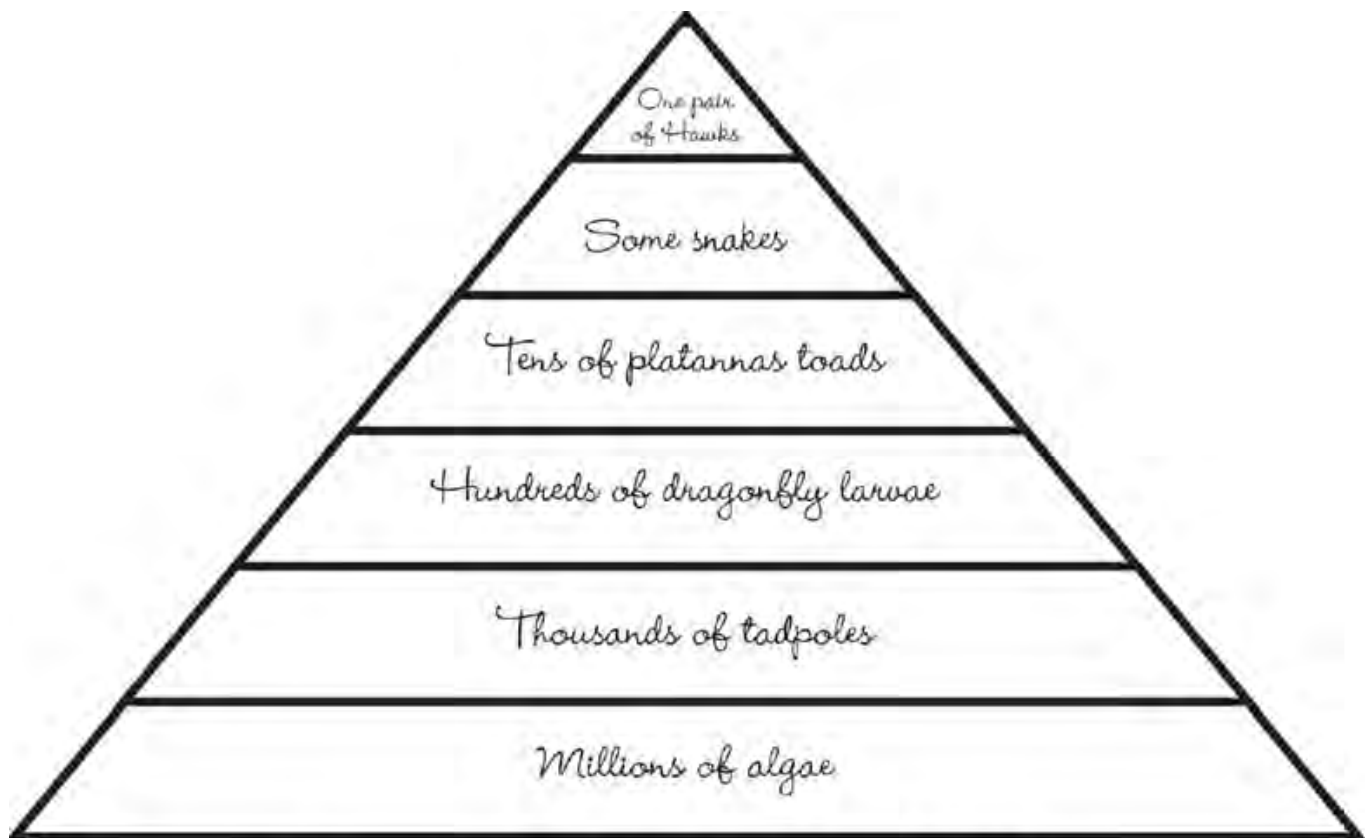 One pair
of Hawks
Some snakes
Tens of platannas toads
Hundreds of dragonfly larvae
Thousands of tadpoles
Millions of algae